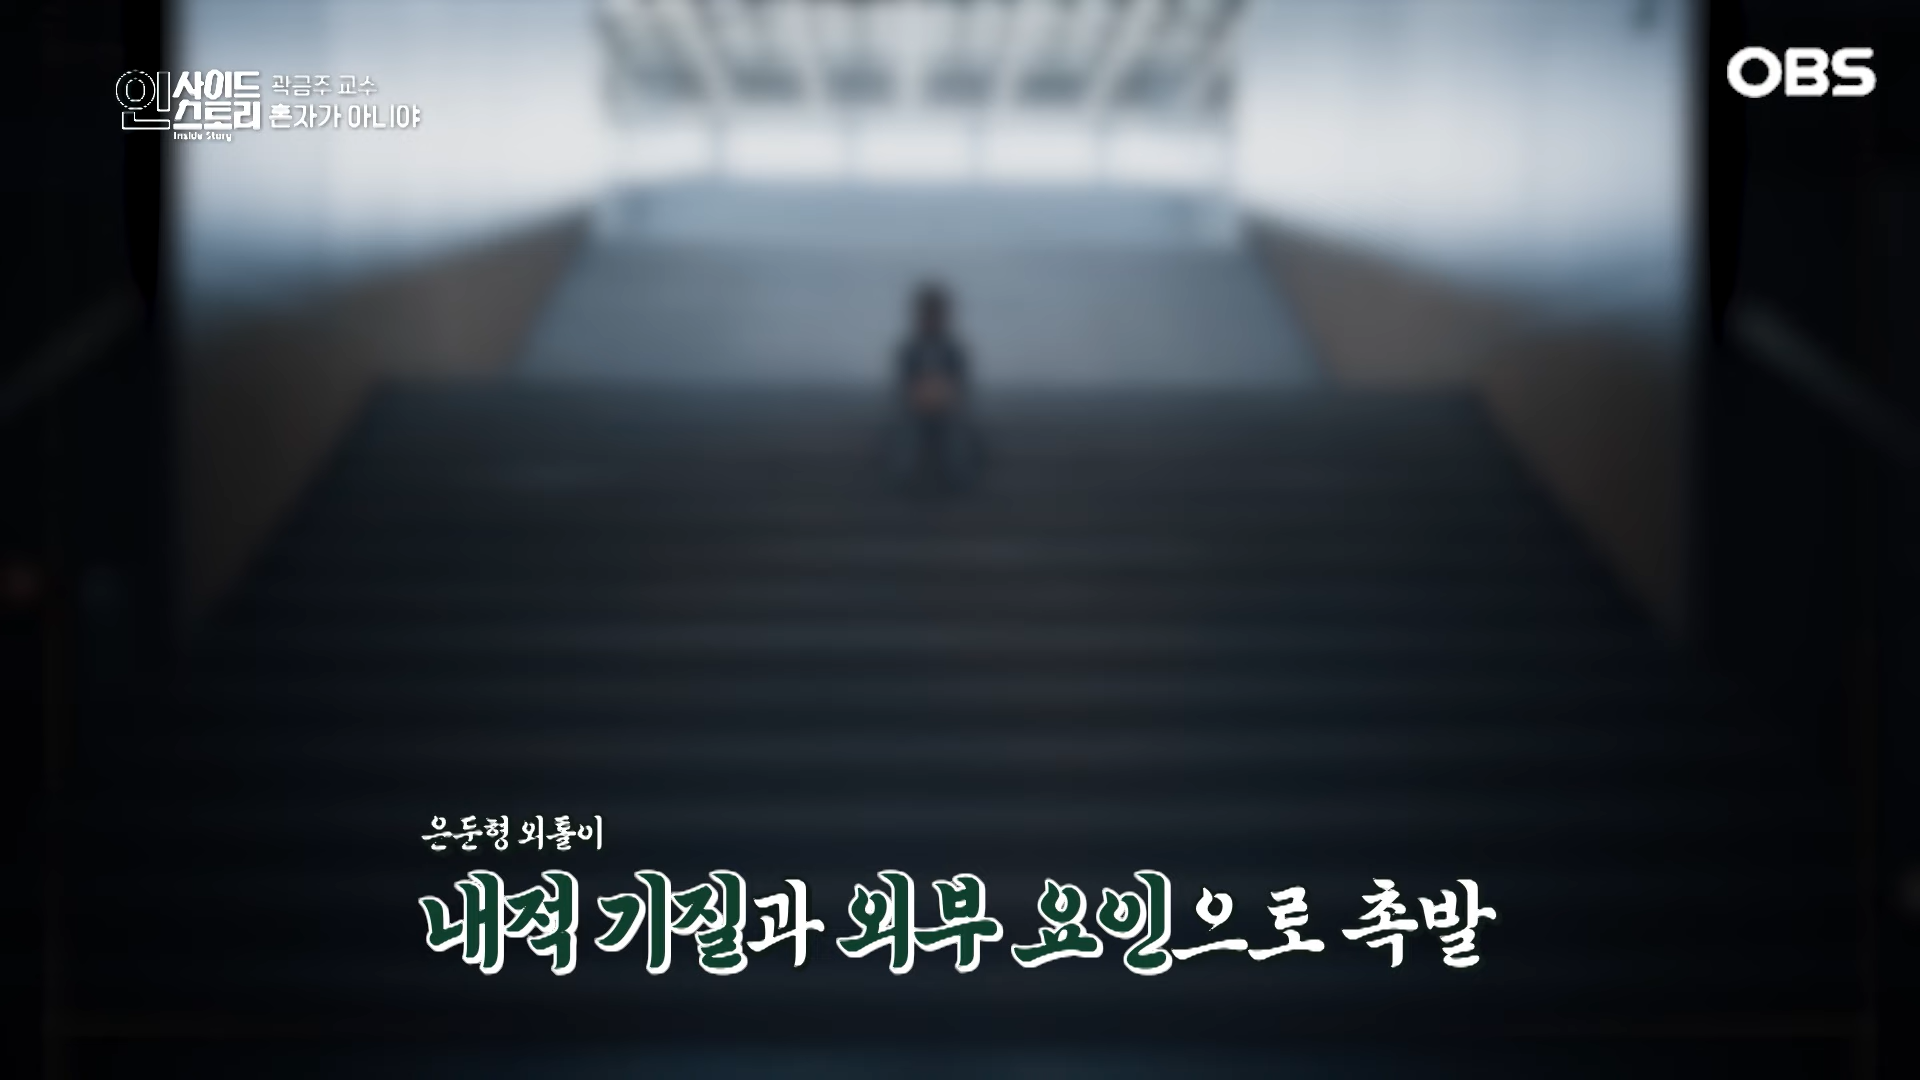 인사이드 스토리
Inside Story
곽금주 교수
혼자가 아니야
OBS
은둔형 외톨이
내적 기질과 외부 요인으로 촉발